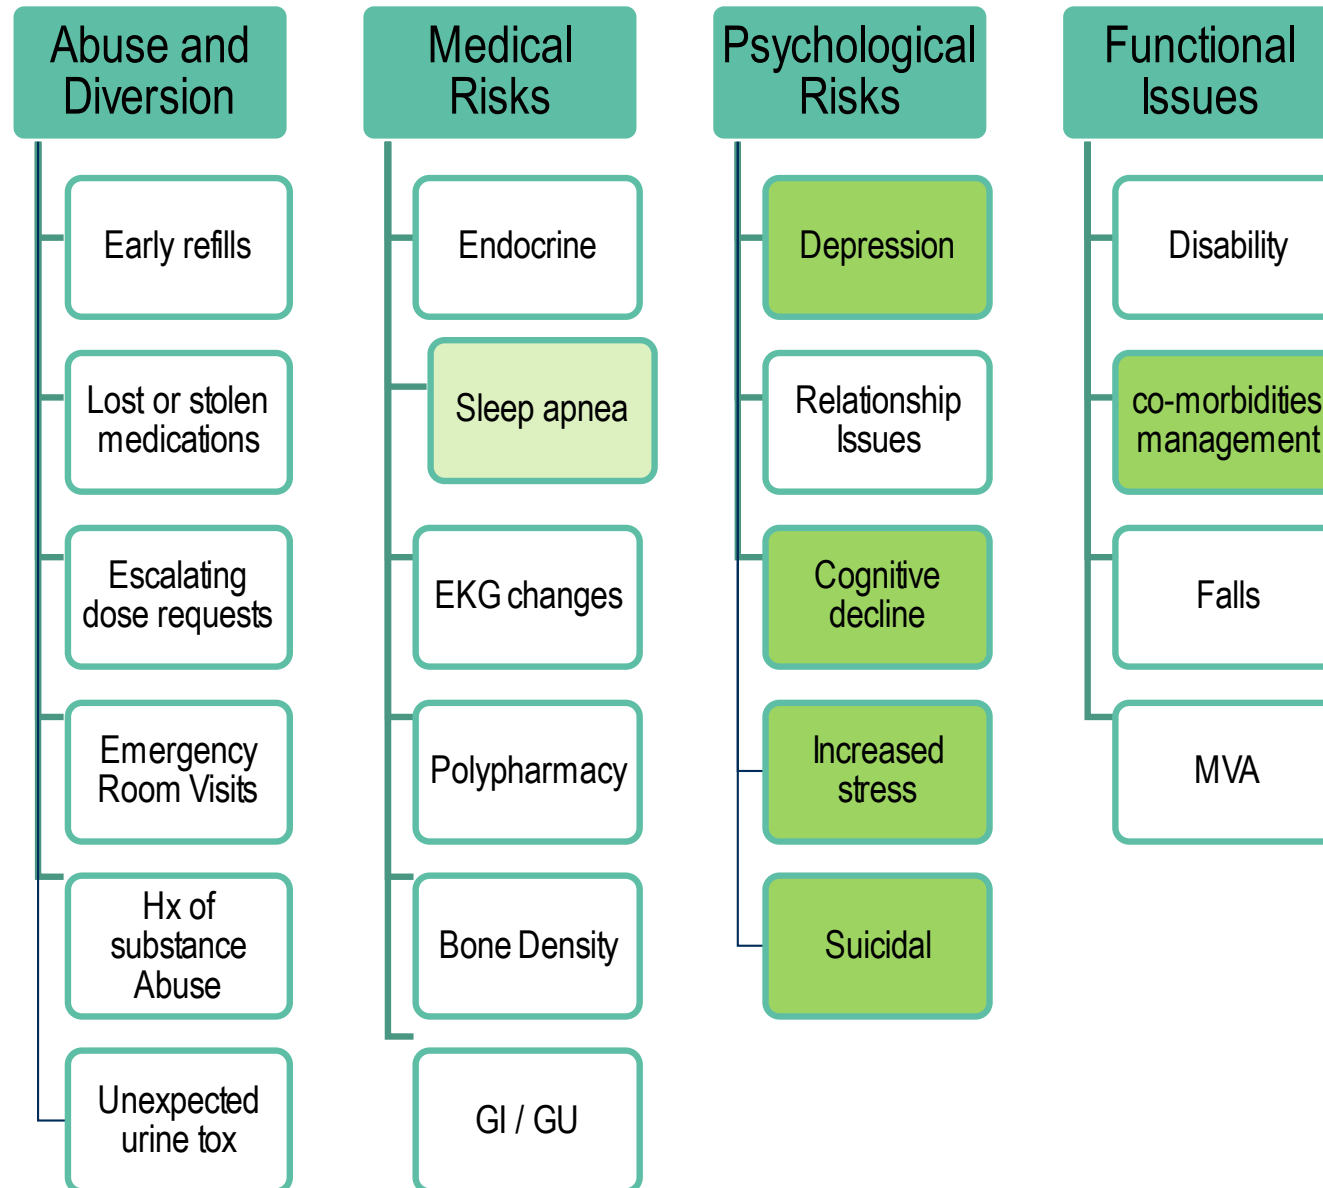 Abuse and
Diversion
Early refills
Lost or stolen
medications
Escalating
dose requests
Emergency
Room Visits
Hx of
substance
Abuse
Unexpected
urine tox
Medical
Risks
Endocrine
Sleep apnea
EKG changes
Polypharmacy
Bone Density
GI / GU
Psychological
Risks
Depression
Relationship
Issues
Cognitive
decline
Increased
stress
Suicidal
Functional
Issues
Disability
co-morbidities
management
Falls
MVA